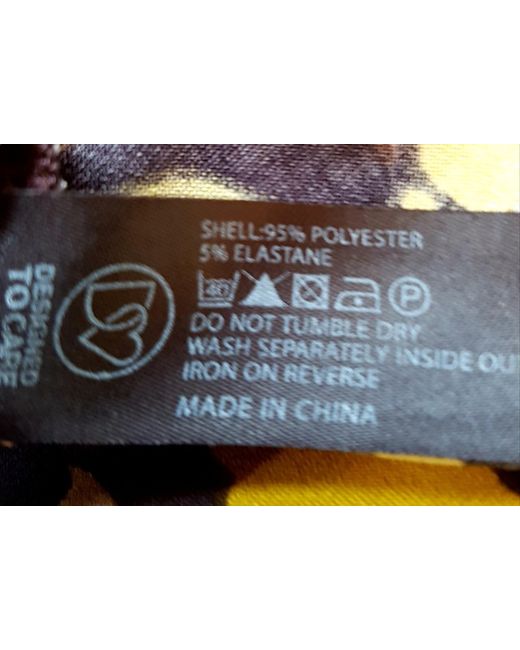 SHELL:95% POLYESTER
5% ELASTANE
P
DO NOT TUMBLE DRY
WASH SEPARATELY INSIDE OU
IRON ON REVERSE
MADE IN CHINA
DESIGNED
TO CARE